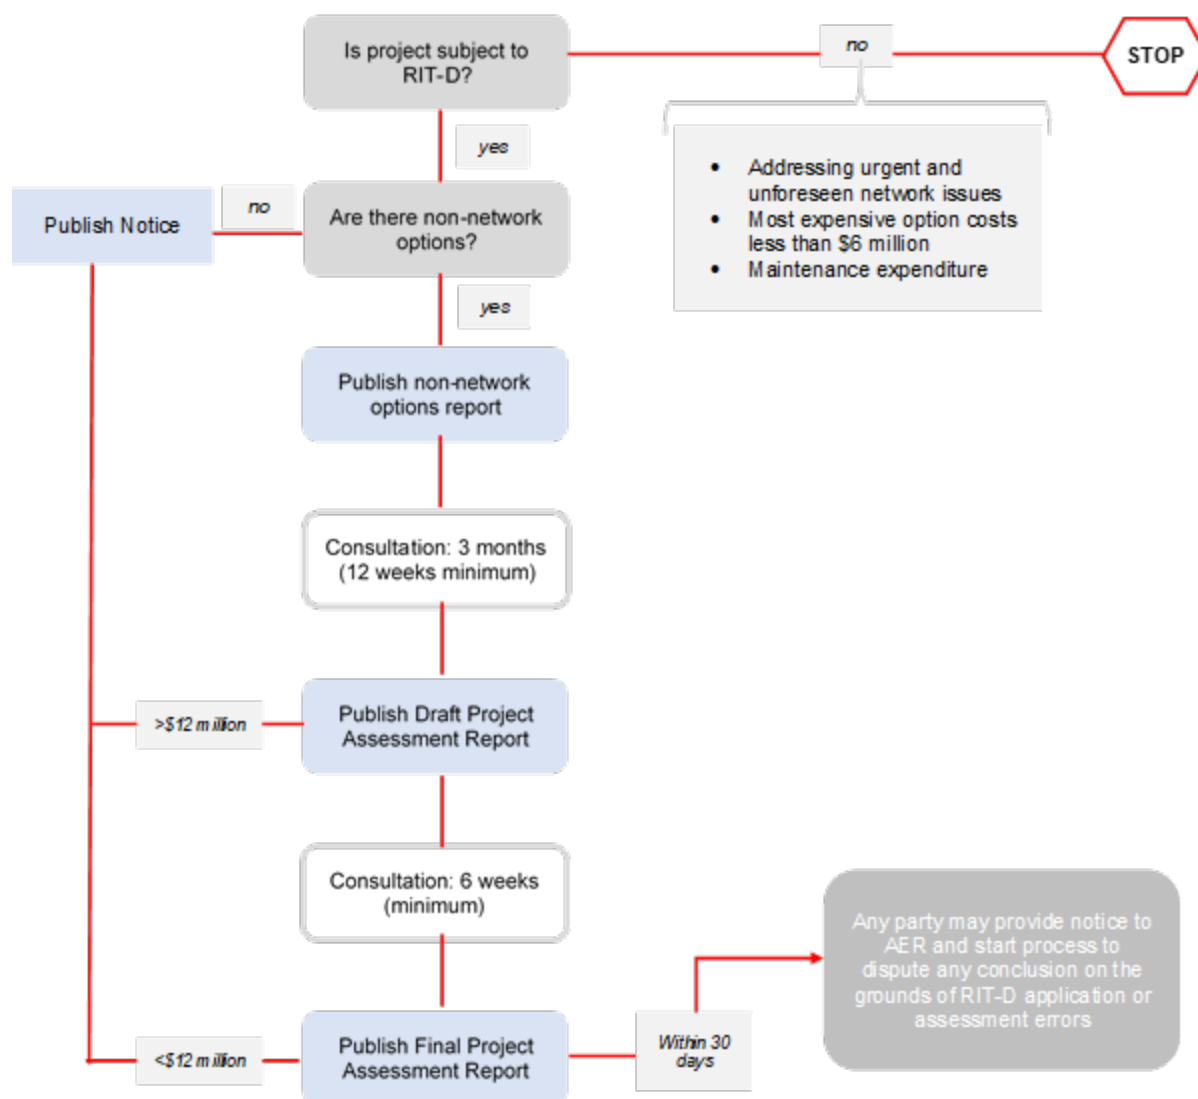 Is project subject to
RIT-D?
no
STOP
yes
• Addressing urgent and
unforeseen network issues
• Most expensive option costs
less than $6 million
• Maintenance expenditure
Publish Notice
no
Are there non-network
options?
yes
Publish non-network
options report
Consultation: 3 months
(12 weeks minimum)
>$12 million
Publish Draft Project
Assessment Report
Consultation: 6 weeks
(minimum)
Any party may provide notice to
AER and start process to
dispute any conclusion on the
grounds of RIT-D application or
assessment errors
<$12 million
Publish Final Project
Assessment Report
Within 30
days